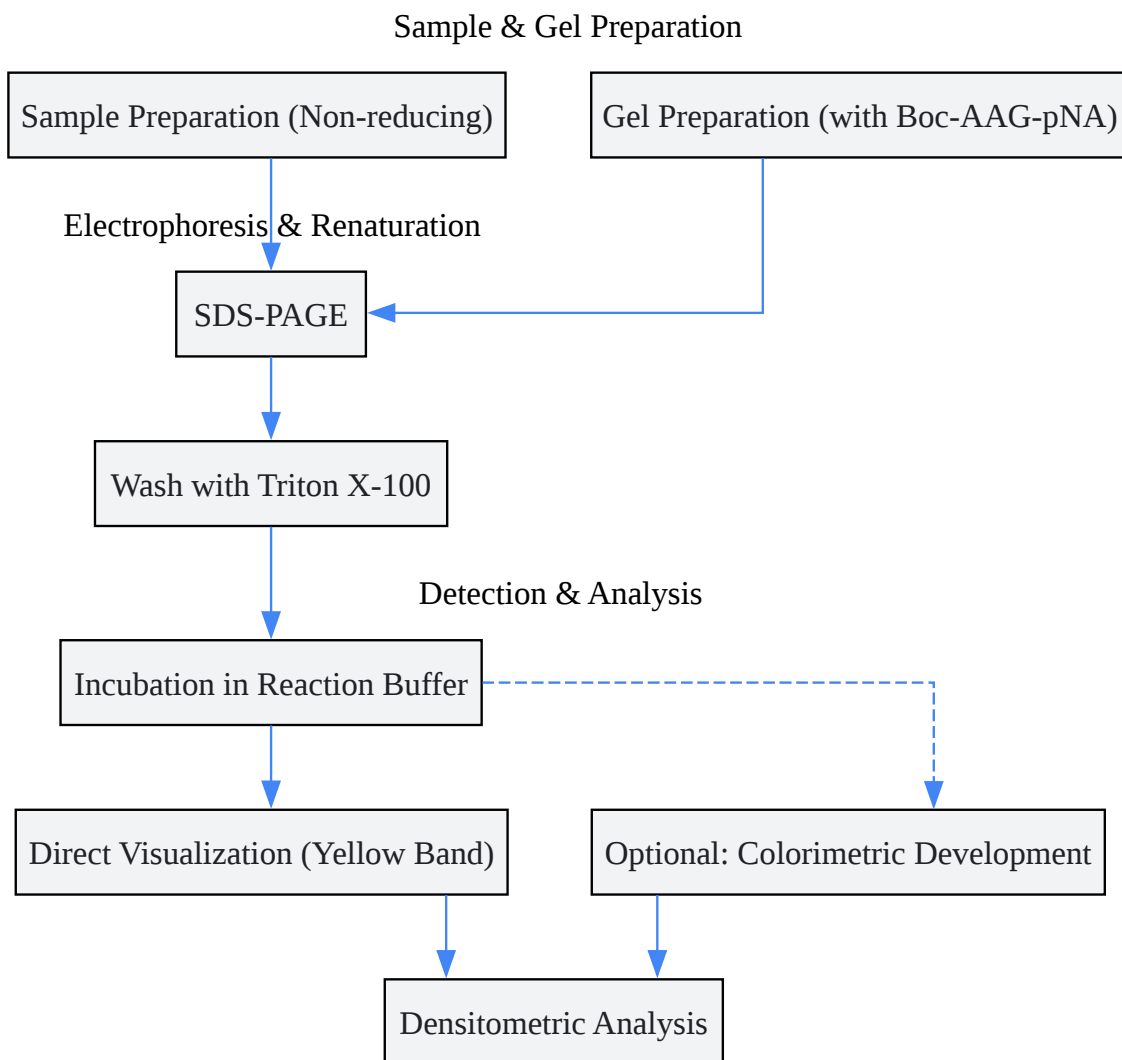 Sample & Gel Preparation
Sample Preparation (Non-reducing)
Gel Preparation (with Boc-AAG-pNA)
Electrophoresis & Renaturation
SDS-PAGE
Wash with Triton X-100
Detection & Analysis
Incubation in Reaction Buffer
Direct Visualization (Yellow Band)
Optional: Colorimetric Development
Densitometric Analysis